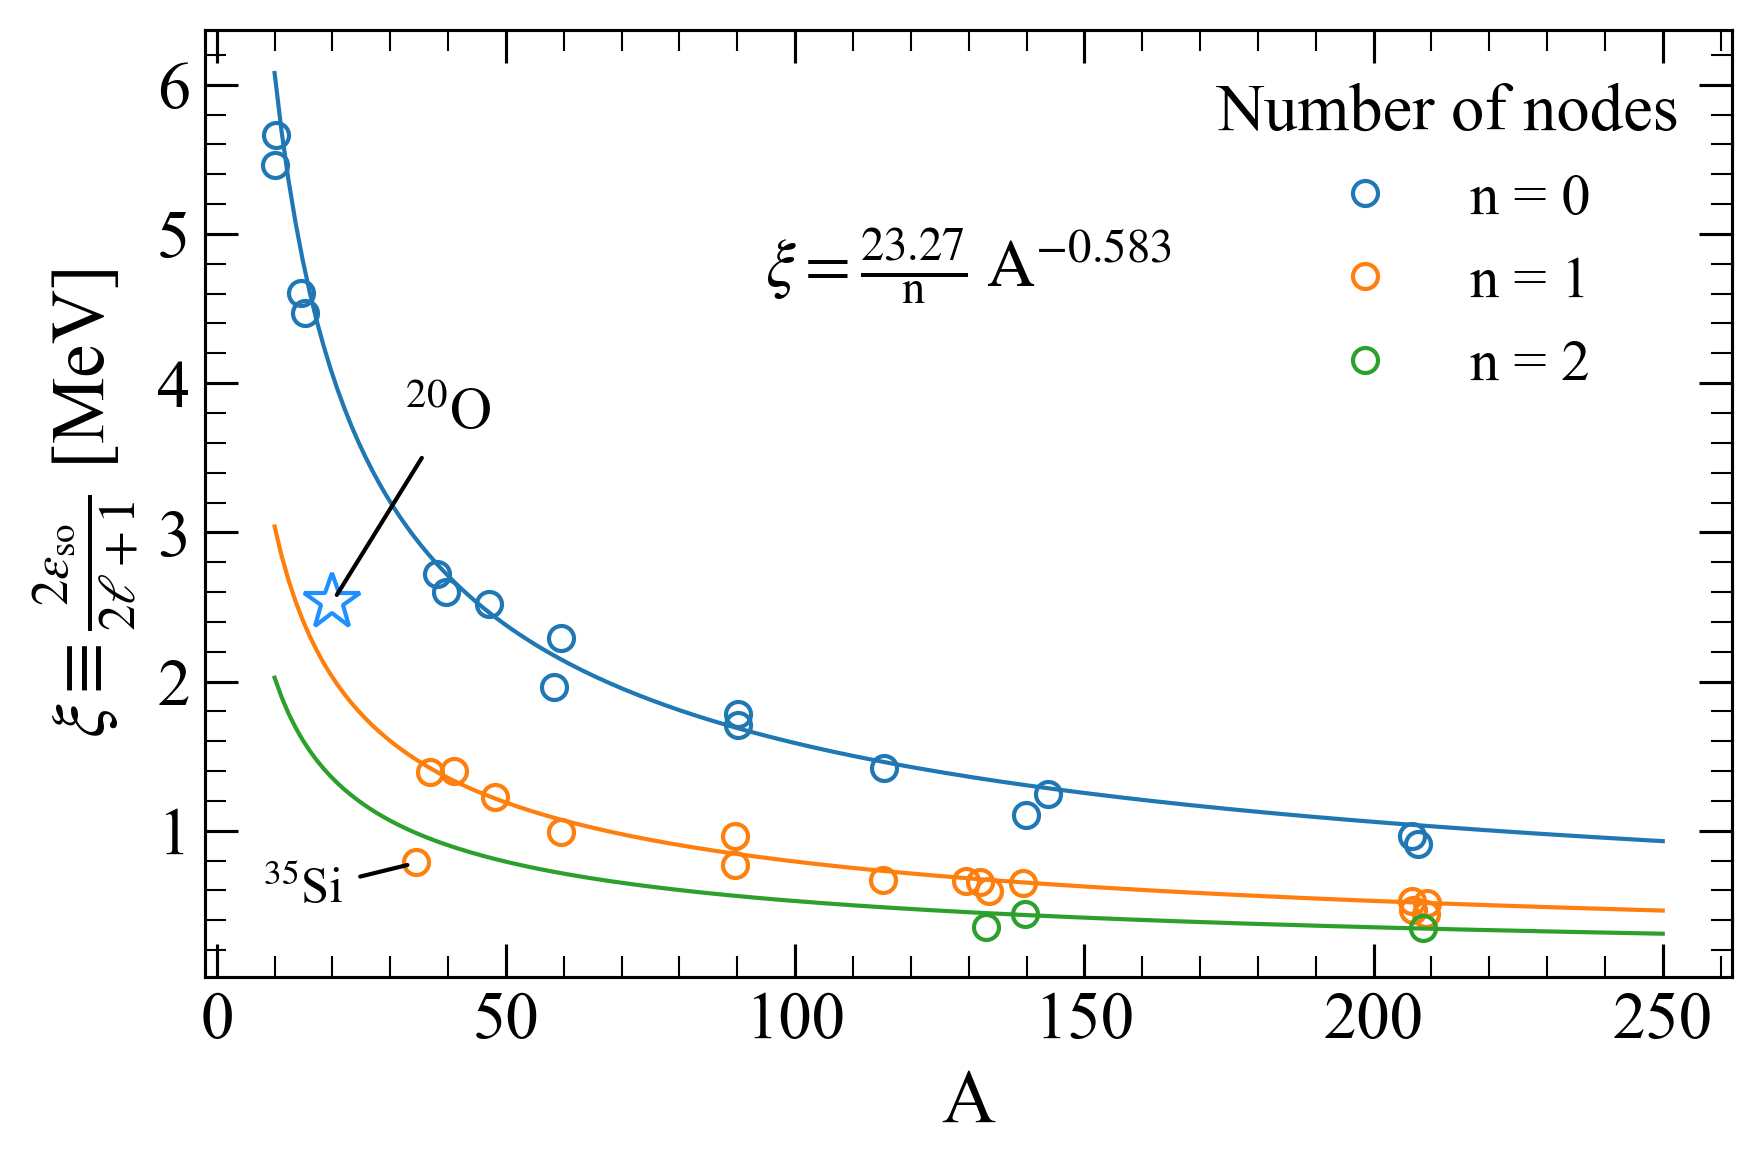 6
5
4
3
2
1
0 50 100 150 200 250
A
ξ≡ 2ε_so / 2ℓ+1 [MeV]
Number of nodes
n = 0
n = 1
n = 2
ξ= 23.27/n A^−0.583
²⁰O
³⁵Si